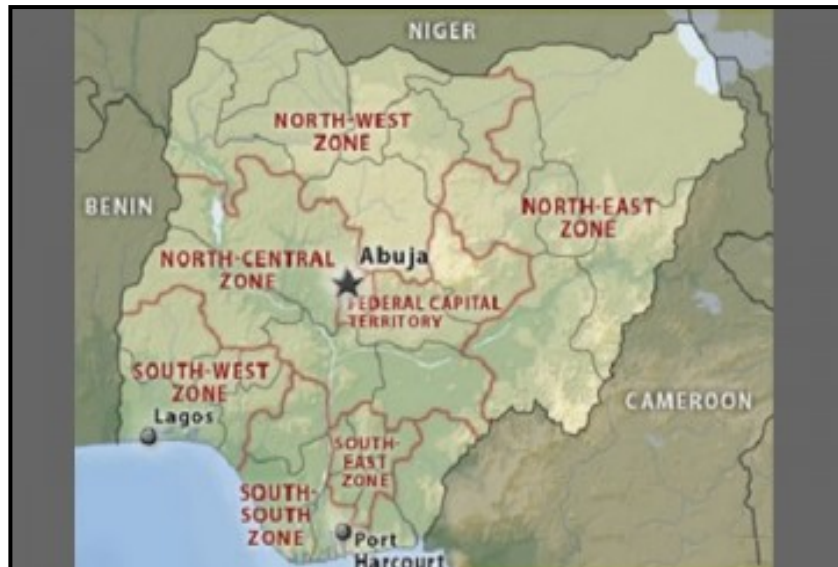 NIGER
NORTH-WEST
ZONE
BENIN
NORTH-EAST
ZONE
NORTH-CENTRAL
ZONE
Abuja
FEDERAL CAPITAL
TERRITORY
SOUTH-WEST
ZONE
Lagos
CAMEROON
SOUTH-
EAST
ZONE
SOUTH-
SOUTH
ZONE
Port
Harcourt